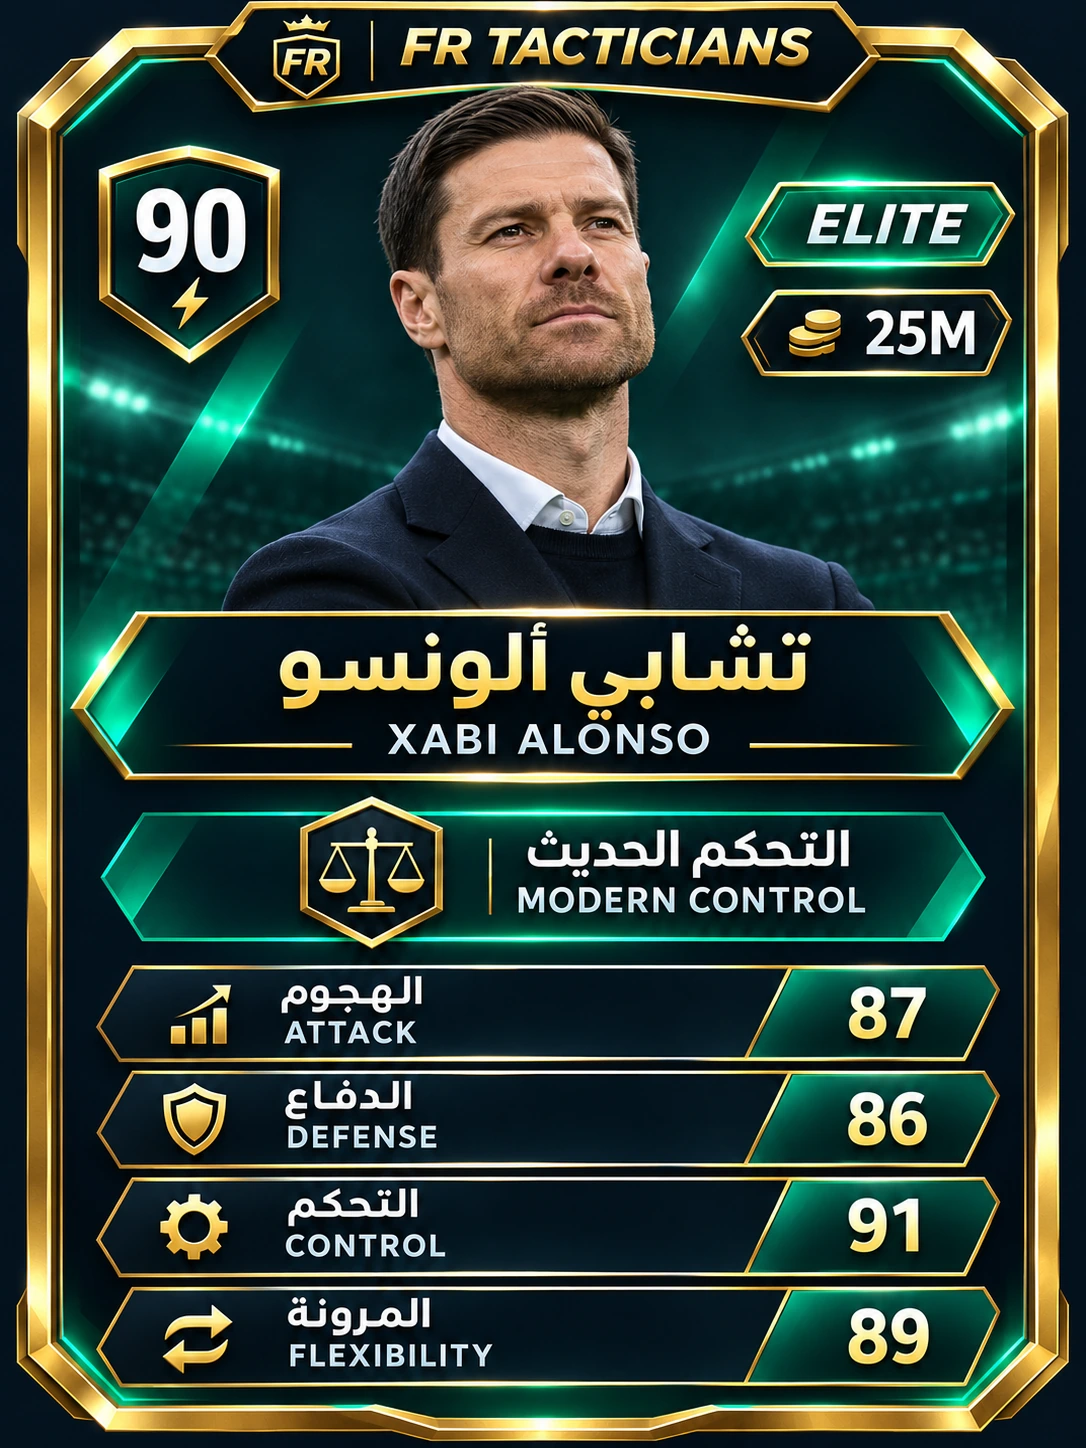 FR
FR TACTICIANS
90
ELITE
25M
تشابي ألونسو
XABI ALONSO
التحكم الحديث
MODERN CONTROL
الهجوم
ATTACK
87
الدفاع
DEFENSE
86
التحكم
CONTROL
91
المرونة
FLEXIBILITY
89